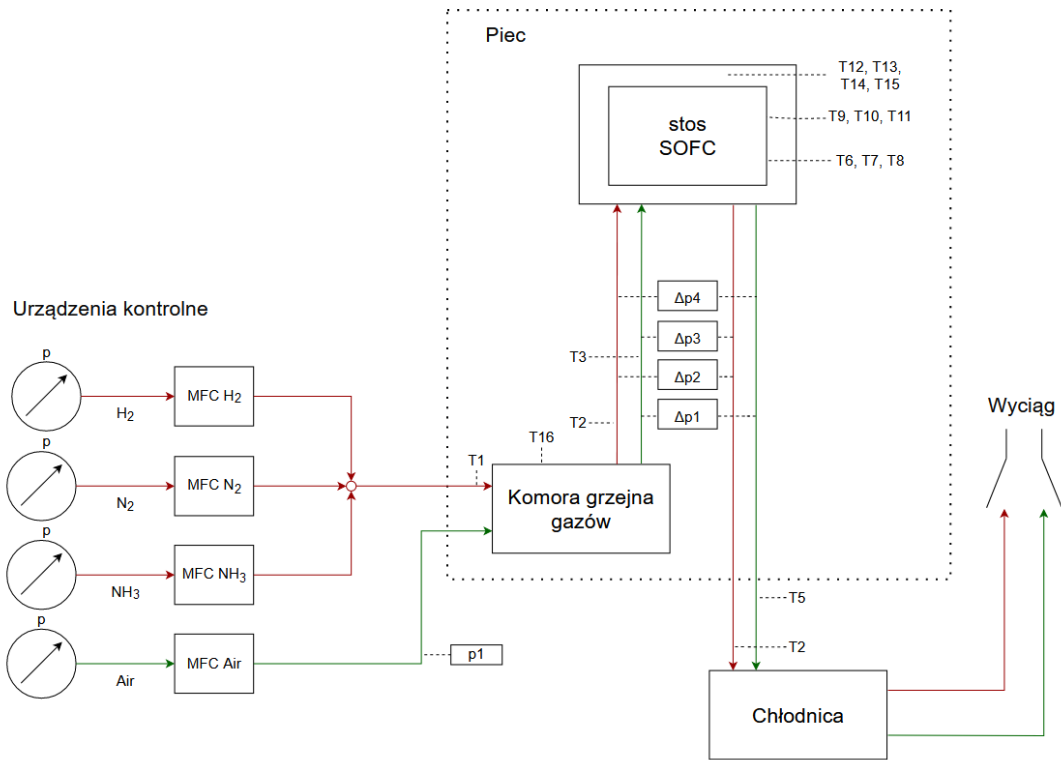 Piec
T12, T13,
T14, T15
stos
SOFC
T9, T10, T11
T6, T7, T8
Δp4
Δp3
T3
Δp2
Δp1
T2
T16
T1
Komora grzejna
gazów
Urządzenia kontrolne
p
H2
MFC H2
p
N2
MFC N2
p
NH3
MFC NH3
p
Air
MFC Air
p1
T5
T2
Chłodnica
Wyciąg